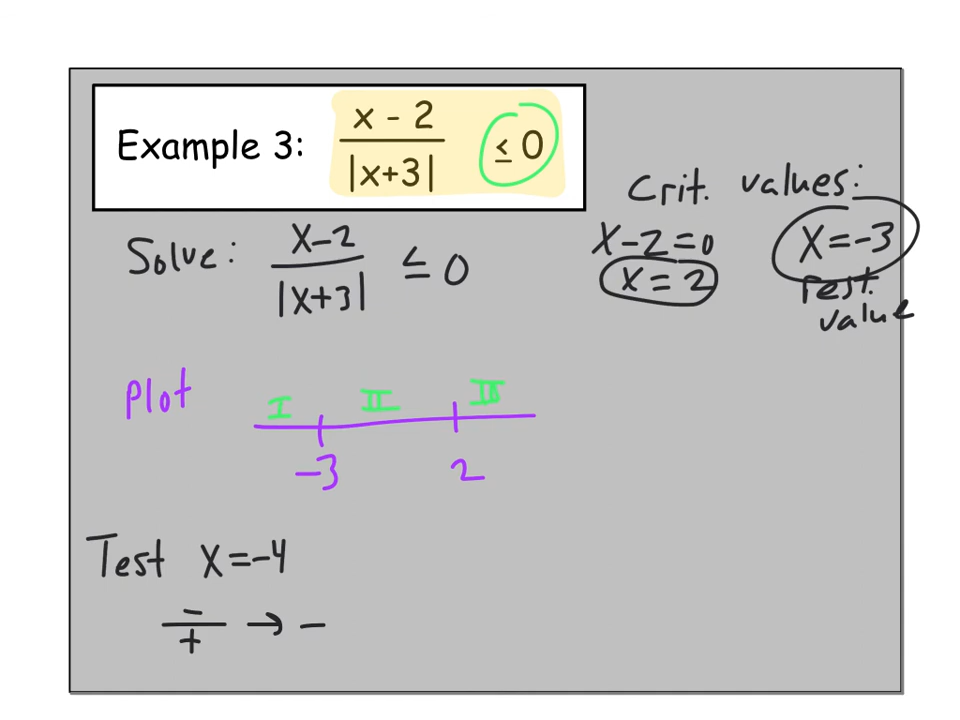 Example 3: x - 2 / |x+3| ≤ 0
Crit. values:
Solve: x-2 / |x+3| ≤ 0
x-2=0
x=2
x=-3
Test.
value
Plot
I II III
-3 2
Test x=-4
- / + → -